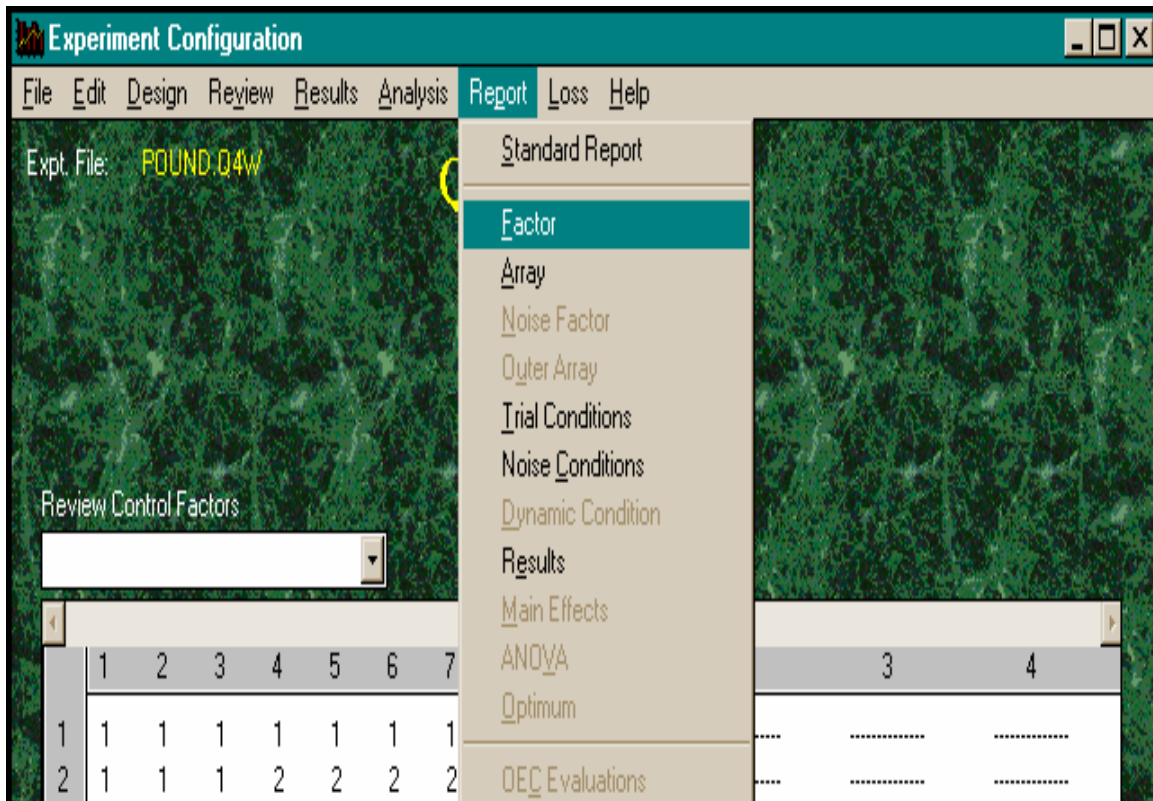 Experiment Configuration
File Edit Design Review Results Analysis Report Loss Help
Expt. File: POUND.Q4W
Standard Report
Factor
Array
Noise Factor
Outer Array
Trial Conditions
Noise Conditions
Dynamic Condition
Results
Main Effects
ANOVA
Optimum
OEC Evaluations
Review Control Factors
1 2 3 4 5 6 7 3 4
1 1 1 1 1 1 1 1 ----- ------------- -------------
2 1 1 1 2 2 2 2 ----- ------------- -------------